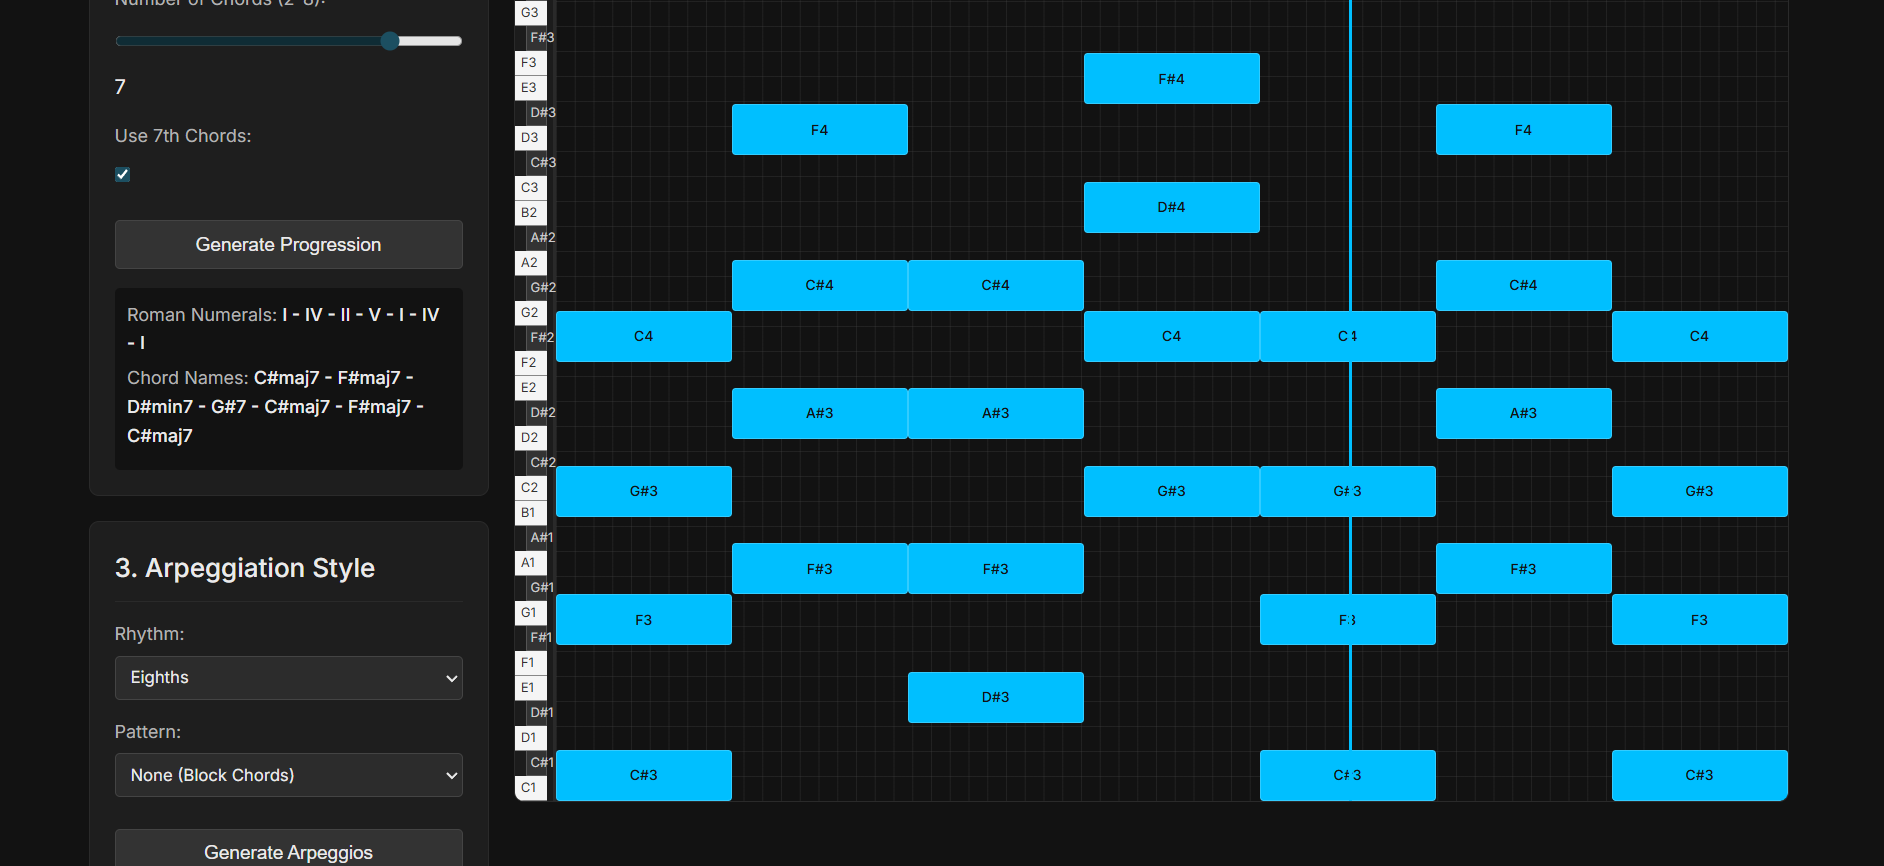 Number of Chords (2-8):
7
Use 7th Chords:
Generate Progression
Roman Numerals: I - IV - II - V - I - IV
- I
Chord Names: C#maj7 - F#maj7 -
D#min7 - G#7 - C#maj7 - F#maj7 -
C#maj7
3. Arpeggiation Style
Rhythm:
Eighths
Pattern:
None (Block Chords)
Generate Arpeggios
G3
F#3
F3
E3
D#3
D3
C#3
C3
B2
A#2
A2
G#2
G2
F#2
F2
E2
D#2
D2
C#2
C2
B1
A#1
A1
G#1
G1
F#1
F1
E1
D#1
D1
C#1
C1
F#4
F4 F4
D#4
C#4 C#4 C#4
C4 C4 C4 C4
A#3 A#3 A#3
G#3 G#3 G#3 G#3
F#3 F#3 F#3
F3 F3 F3
D#3
C#3 C#3 C#3